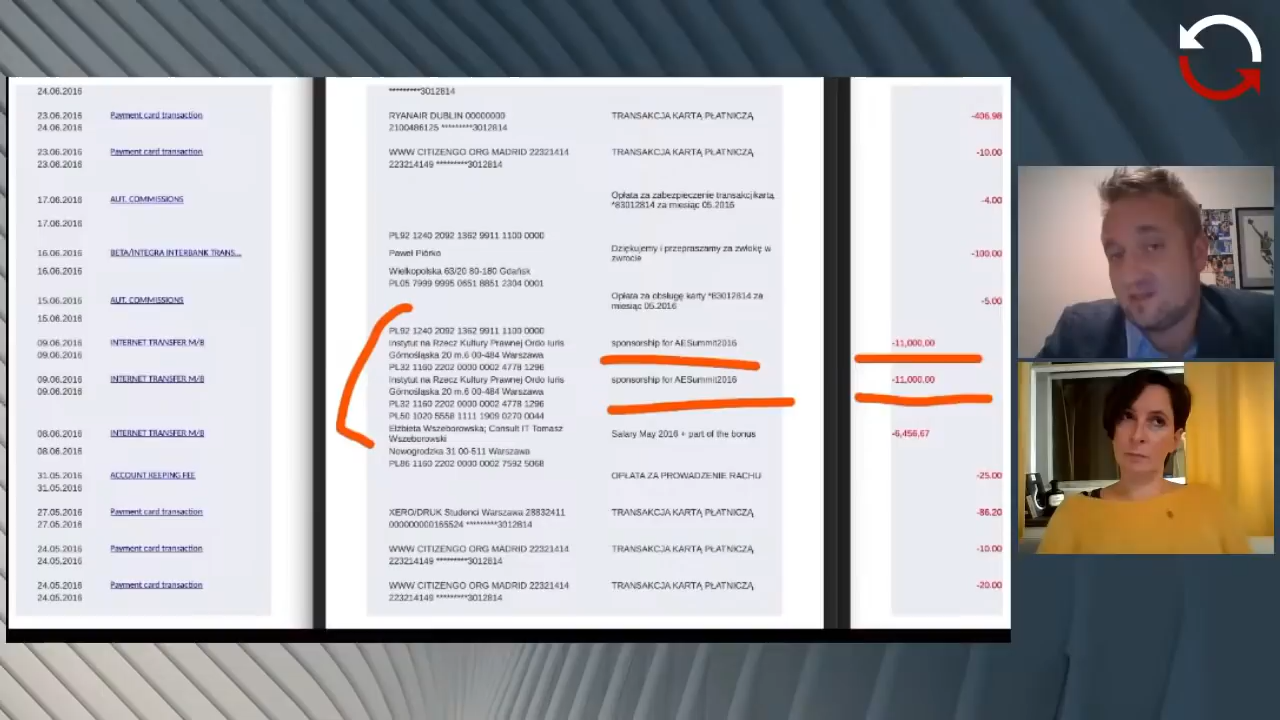 24.06.2016 *********3012814
23.06.2016 Payment card transaction RYANAIR DUBLIN 00000000 TRANSAKCJA KARTĄ PŁATNICZĄ -406.98
24.06.2016 2100486125 *********3012814
23.06.2016 Payment card transaction WWW CITIZENGO ORG MADRID 22321414 TRANSAKCJA KARTĄ PŁATNICZĄ -10.00
23.06.2016 223214149 *********3012814
17.06.2016 AUT. COMMISSIONS Opłata za zabezpieczenie transakcji kartą -4.00
*83012814 za miesiąc 05.2016
17.06.2016
PL92 1240 2092 1362 9911 1100 0000
16.06.2016 BETA/INTEGRA INTERBANK TRANS... Paweł Piórko Dziękujemy i przepraszamy za zwłokę w -100.00
zwrocie
16.06.2016 Wielkopolska 63/20 80-180 Gdańsk
PL05 7999 9995 0651 8851 2304 0001
15.06.2016 AUT. COMMISSIONS Opłata za obsługę karty *83012814 za -5.00
miesiąc 05.2016
15.06.2016
PL92 1240 2092 1362 9911 1100 0000
09.06.2016 INTERNET TRANSFER M/B Instytut na Rzecz Kultury Prawnej Ordo Iuris sponsorship for AESummit2016 -11,000,00
09.06.2016 Górnośląska 20 m.6 00-484 Warszawa
PL32 1160 2202 0000 0002 4778 1296
09.06.2016 INTERNET TRANSFER M/B Instytut na Rzecz Kultury Prawnej Ordo Iuris sponsorship for AESummit2016 -11,000.00
09.06.2016 Górnośląska 20 m.6 00-484 Warszawa
PL32 1160 2202 0000 0002 4778 1296
PL50 1020 5558 1111 1909 0270 0044
08.06.2016 INTERNET TRANSFER M/B Elżbieta Wszeborowska; Consult IT Tomasz Salary May 2016 + part of the bonus -6,456,67
Wszeborowski
08.06.2016 Nowogrodzka 31 00-511 Warszawa
PL86 1160 2202 0000 0002 7592 5068
31.05.2016 ACCOUNT KEEPING FEE OPŁATA ZA PROWADZENIE RACHU -25.00
31.05.2016
27.05.2016 Payment card transaction XERO/DRUK Studenci Warszawa 28832411 TRANSAKCJA KARTĄ PŁATNICZĄ -86.20
27.05.2016 000000000165524 *********3012814
24.05.2016 Payment card transaction WWW CITIZENGO ORG MADRID 22321414 TRANSAKCJA KARTĄ PŁATNICZĄ -10.00
24.05.2016 223214149 *********3012814
24.05.2016 Payment card transaction WWW CITIZENGO ORG MADRID 22321414 TRANSAKCJA KARTĄ PŁATNICZĄ -20.00
24.05.2016 223214149 *********3012814